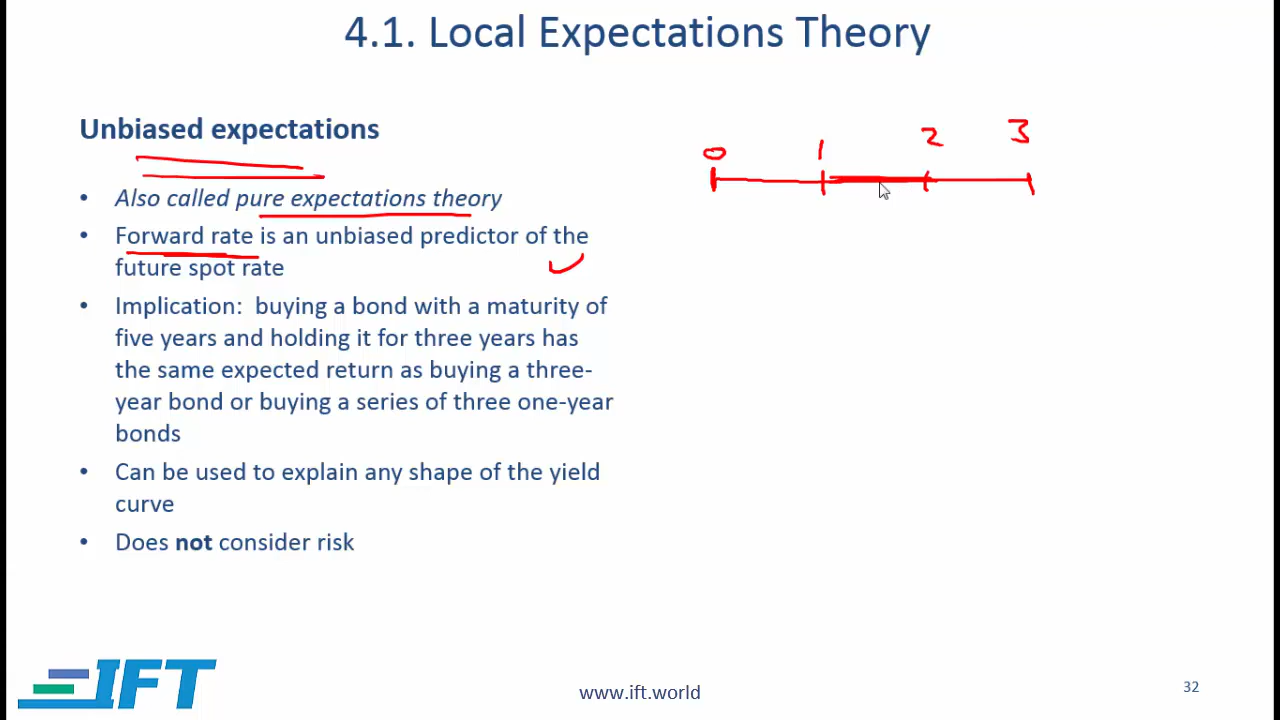 4.1. Local Expectations Theory
Unbiased expectations
0 1 2 3
• Also called pure expectations theory
• Forward rate is an unbiased predictor of the
future spot rate
• Implication: buying a bond with a maturity of
five years and holding it for three years has
the same expected return as buying a three-
year bond or buying a series of three one-year
bonds
• Can be used to explain any shape of the yield
curve
• Does not consider risk
IFT
www.ift.world
32